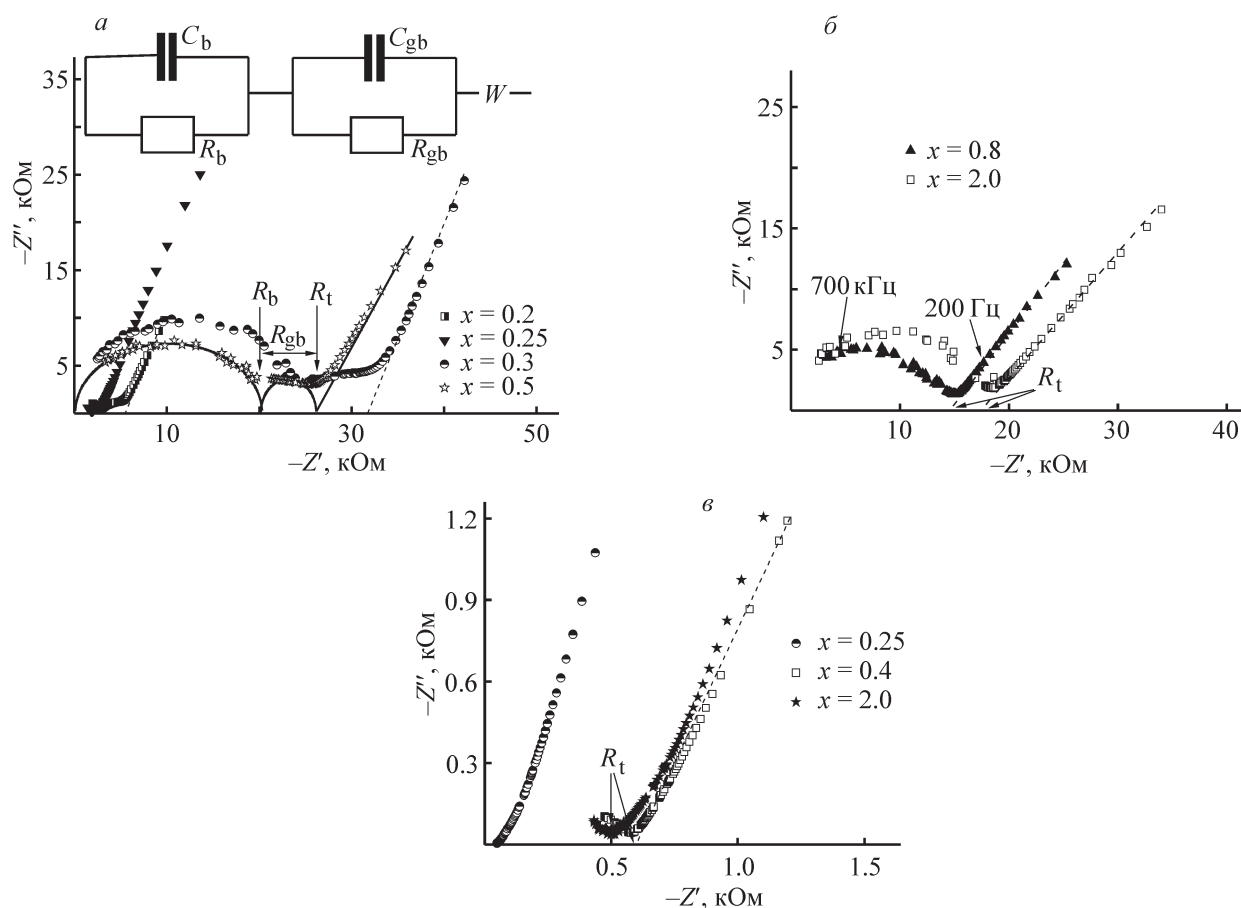 а
C_b
C_gb
W
R_b
R_gb
35
25
15
5
–Z'', кОм
R_b
R_t
R_gb
x = 0.2
x = 0.25
x = 0.3
x = 0.5
10
30
50
–Z', кОм
б
25
15
5
–Z'', кОм
x = 0.8
x = 2.0
700 кГц
200 Гц
R_t
10
20
40
–Z', кОм
в
1.2
0.9
0.6
0.3
–Z'', кОм
x = 0.25
x = 0.4
x = 2.0
R_t
0.5
1.0
1.5
–Z', кОм